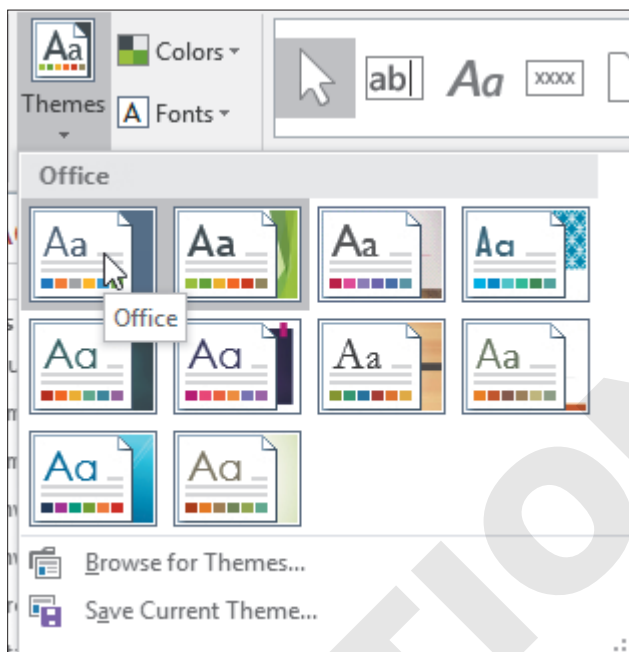 Aa
Colors
ab
Aa
xxxx
Themes
A Fonts
Office
Aa Aa Aa Aa
Office
Aa Aa Aa Aa
Aa Aa
Browse for Themes...
Save Current Theme...